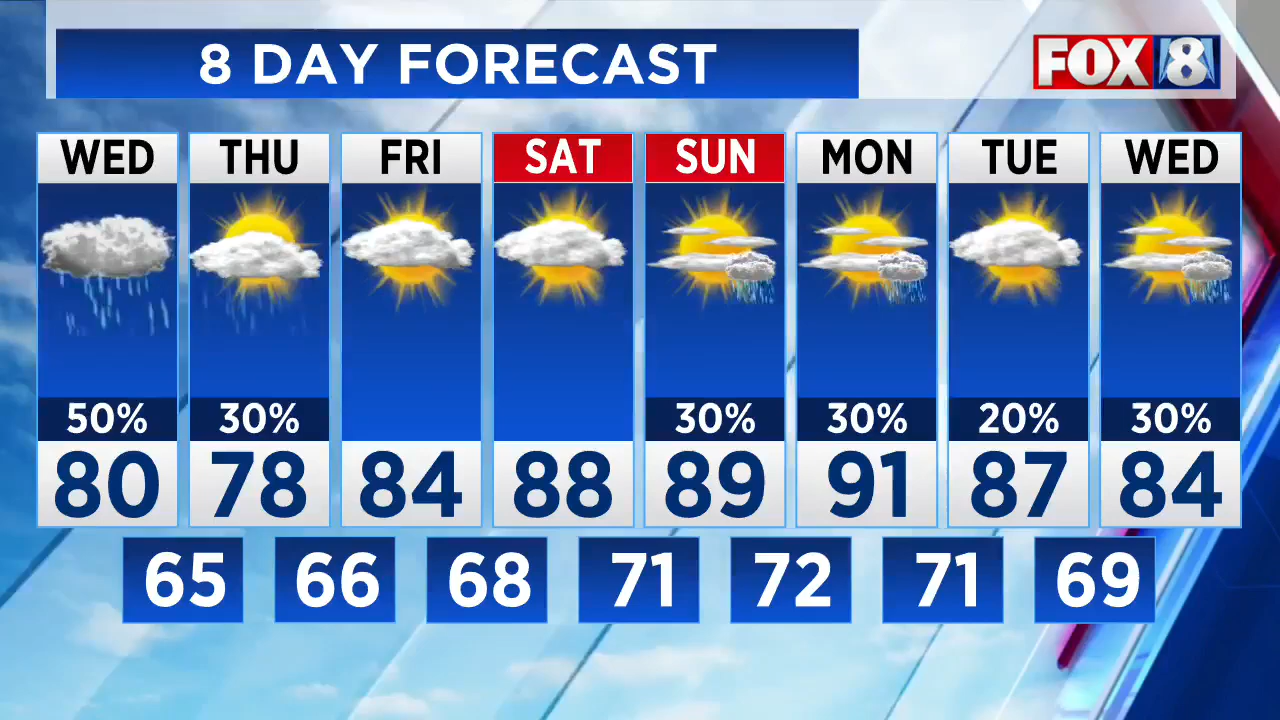 8 DAY FORECAST
FOX 8
WED THU FRI SAT SUN MON TUE WED
50% 30% 30% 30% 20% 30%
80 78 84 88 89 91 87 84
65 66 68 71 72 71 69